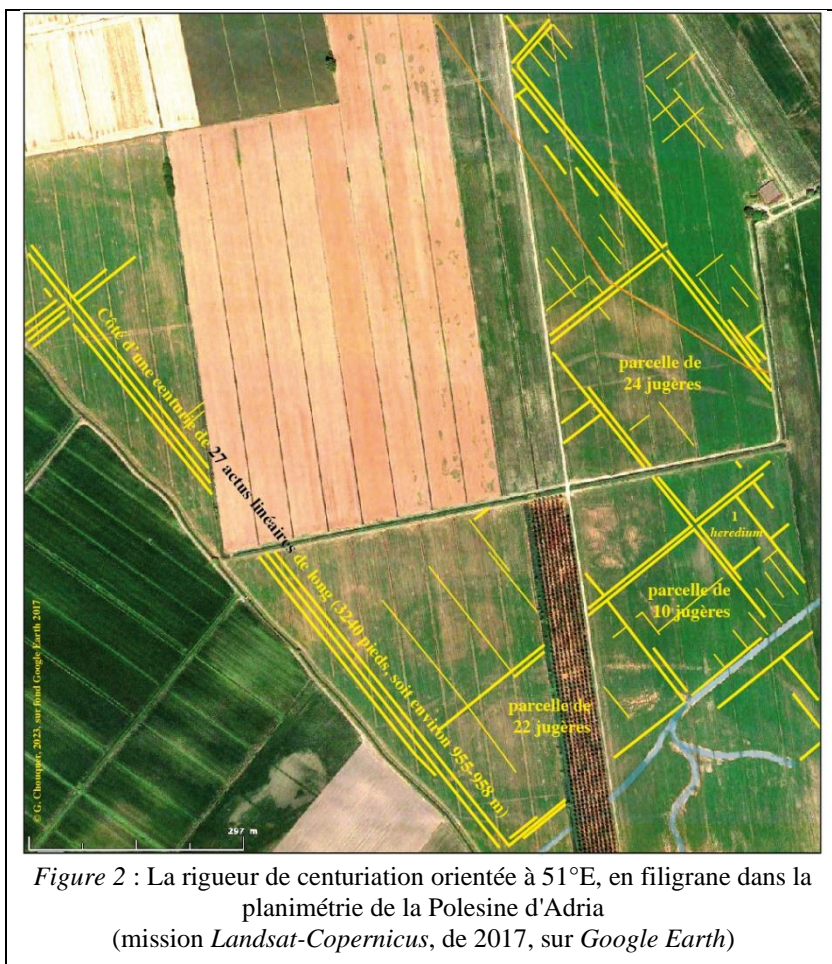 parcelle de
24 jugères
Côté d'une centurie de 27 actus linéaires de long (3240 pieds, soit environ 955-958 m)
1
heredium
parcelle de
10 jugères
parcelle de
22 jugères
© G. Chouquer, 2023, sur fond Google Earth 2017
297 m
Figure 2 : La rigueur de centuriation orientée à 51°E, en filigrane dans la
planimétrie de la Polesine d'Adria
(mission Landsat-Copernicus, de 2017, sur Google Earth)